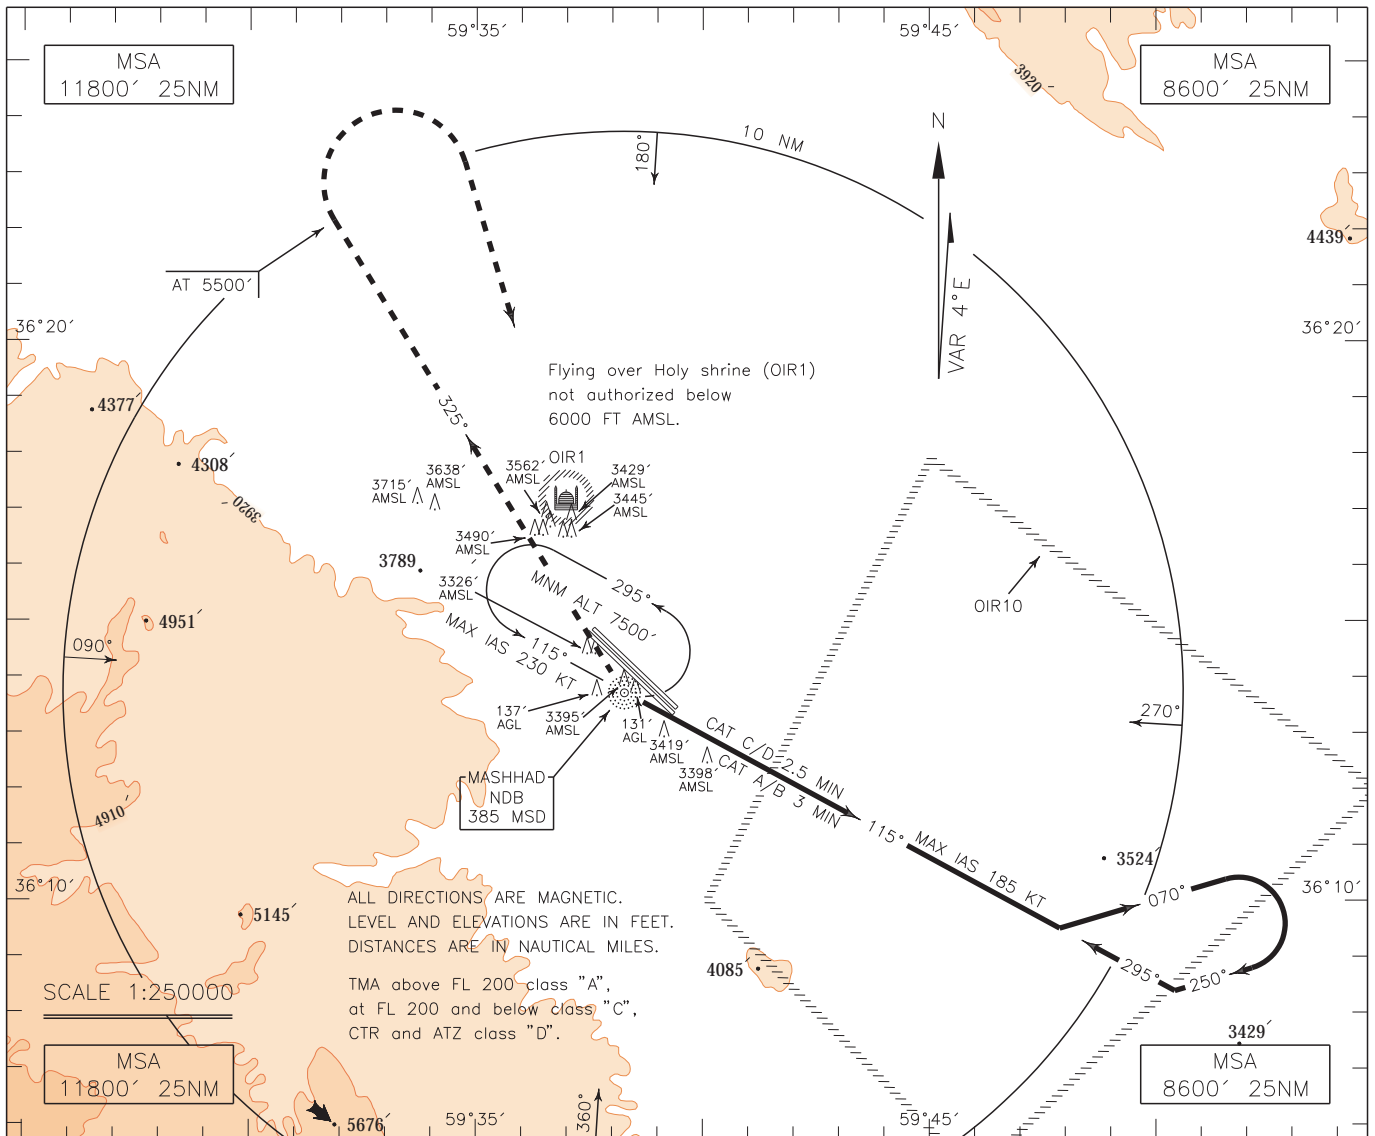 59°35′
59°45′
MSA
11800′ 25NM
MSA
8600′ 25NM
3920′
10 NM
180°
N
VAR 4°E
4439′
AT 5500′
36°20′
36°20′
Flying over Holy shrine (OIR1)
not authorized below
6000 FT AMSL.
4377′
325°
4308′
3920′
OIR1
3562′
AMSL
3429′
AMSL
3638′
AMSL
3715′
AMSL
3445′
AMSL
3490′
AMSL
3789′
3326′
AMSL
OIR10
295°
MNM ALT 7500′
115°
MAX IAS 230 KT
4951′
090°
137′
AGL
3395′
AMSL
131′
AGL
3419′
AMSL
3398′
AMSL
270°
CAT C/D 2.5 MIN
CAT A/B 3 MIN
MASHHAD
NDB
385 MSD
4910′
115°
MAX IAS 185 KT
3524′
070°
36°10′
36°10′
5145′
ALL DIRECTIONS ARE MAGNETIC.
LEVEL AND ELEVATIONS ARE IN FEET.
DISTANCES ARE IN NAUTICAL MILES.
TMA above FL 200 class "A",
at FL 200 and below class "C",
CTR and ATZ class "D".
4085′
295°
250°
SCALE 1:250000
3429′
MSA
11800′ 25NM
MSA
8600′ 25NM
5676′
59°35′
360°
59°45′